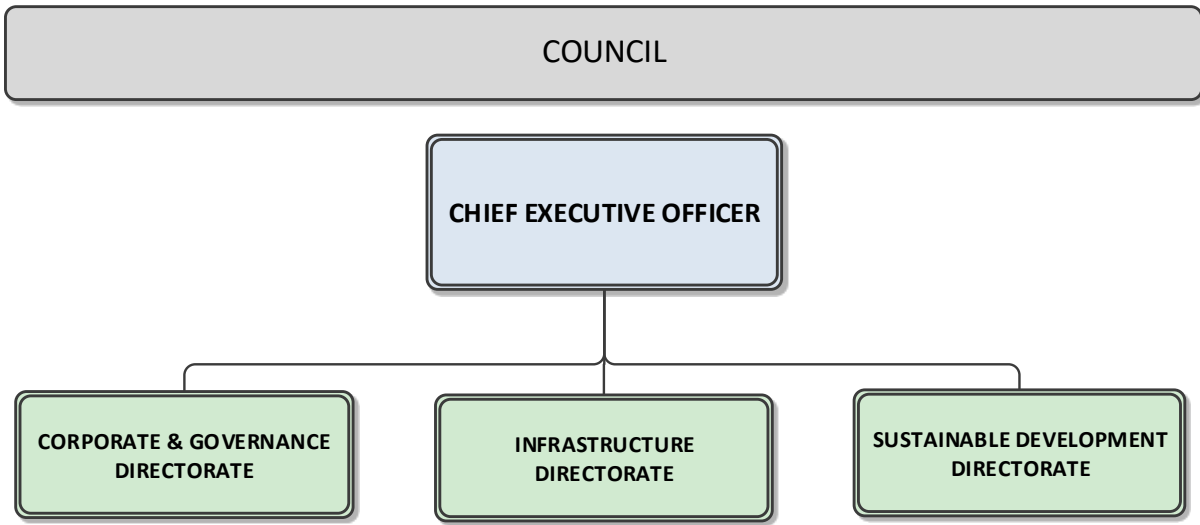 COUNCIL
CHIEF EXECUTIVE OFFICER
CORPORATE & GOVERNANCE
DIRECTORATE
INFRASTRUCTURE
DIRECTORATE
SUSTAINABLE DEVELOPMENT
DIRECTORATE